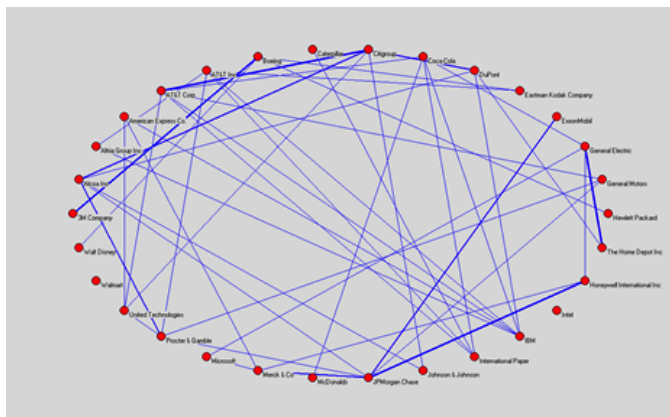 Caterpillar
Citigroup
Boeing
Coca-Cola
AT&T Inc
DuPont
AT&T Corp
Eastman Kodak Company
American Express Co.
ExxonMobil
Altria Group Inc
General Electric
Alcoa Inc
General Motors
3M Company
Hewlett Packard
Walt Disney
The Home Depot Inc
Walmart
Honeywell International Inc
United Technologies
Intel
Procter & Gamble
IBM
Microsoft
International Paper
Merck & Co
McDonalds
JPMorgan Chase
Johnson & Johnson